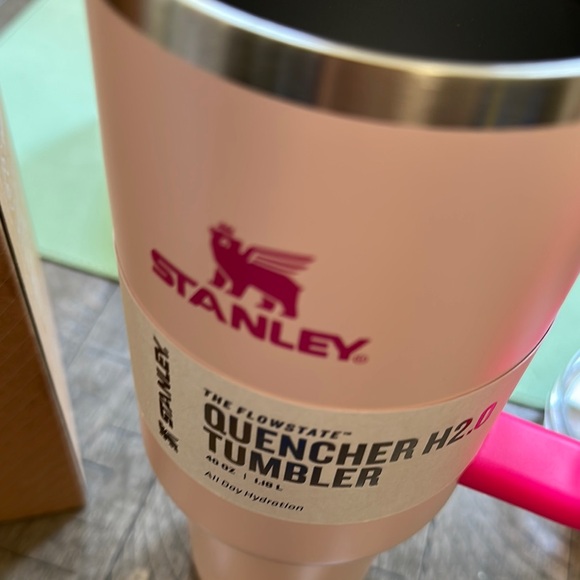 STANLEY®
STANLEY
THE FLOWSTATE™
QUENCHER H2.0
TUMBLER
40 OZ | 1.18 L
All Day Hydration